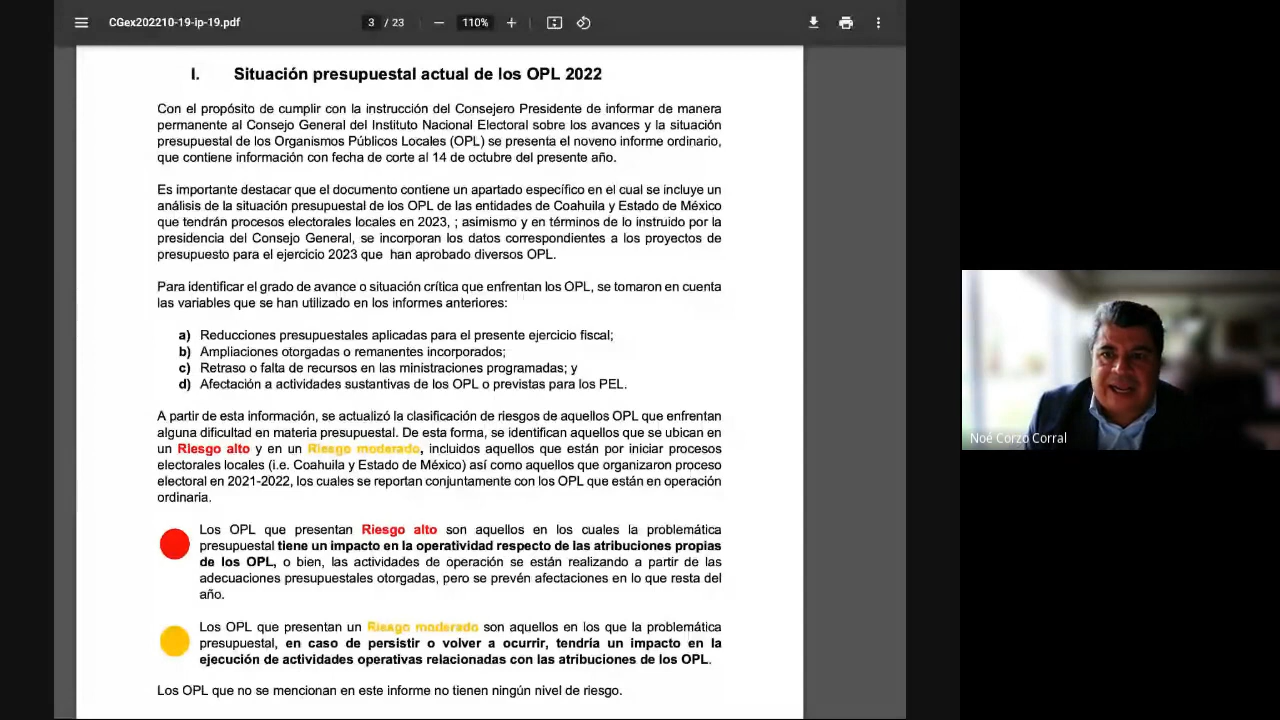 CGex202210-19-ip-19.pdf
3 / 23
110%
I. Situación presupuestal actual de los OPL 2022
Con el propósito de cumplir con la instrucción del Consejero Presidente de informar de manera
permanente al Consejo General del Instituto Nacional Electoral sobre los avances y la situación
presupuestal de los Organismos Públicos Locales (OPL) se presenta el noveno informe ordinario,
que contiene información con fecha de corte al 14 de octubre del presente año.
Es importante destacar que el documento contiene un apartado específico en el cual se incluye un
análisis de la situación presupuestal de los OPL de las entidades de Coahuila y Estado de México
que tendrán procesos electorales locales en 2023, ; asimismo y en términos de lo instruido por la
presidencia del Consejo General, se incorporan los datos correspondientes a los proyectos de
presupuesto para el ejercicio 2023 que han aprobado diversos OPL.
Para identificar el grado de avance o situación crítica que enfrentan los OPL, se tomaron en cuenta
las variables que se han utilizado en los informes anteriores:
a) Reducciones presupuestales aplicadas para el presente ejercicio fiscal;
b) Ampliaciones otorgadas o remanentes incorporados;
c) Retraso o falta de recursos en las ministraciones programadas; y
d) Afectación a actividades sustantivas de los OPL o previstas para los PEL.
A partir de esta información, se actualizó la clasificación de riesgos de aquellos OPL que enfrentan
alguna dificultad en materia presupuestal. De esta forma, se identifican aquellos que se ubican en
un Riesgo alto y en un Riesgo moderado, incluidos aquellos que están por iniciar procesos
electorales locales (i.e. Coahuila y Estado de México) así como aquellos que organizaron proceso
electoral en 2021-2022, los cuales se reportan conjuntamente con los OPL que están en operación
ordinaria.
Los OPL que presentan Riesgo alto son aquellos en los cuales la problemática
presupuestal tiene un impacto en la operatividad respecto de las atribuciones propias
de los OPL, o bien, las actividades de operación se están realizando a partir de las
adecuaciones presupuestales otorgadas, pero se prevén afectaciones en lo que resta del
año.
Los OPL que presentan un Riesgo moderado son aquellos en los que la problemática
presupuestal, en caso de persistir o volver a ocurrir, tendría un impacto en la
ejecución de actividades operativas relacionadas con las atribuciones de los OPL.
Los OPL que no se mencionan en este informe no tienen ningún nivel de riesgo.
Noé Corzo Corral